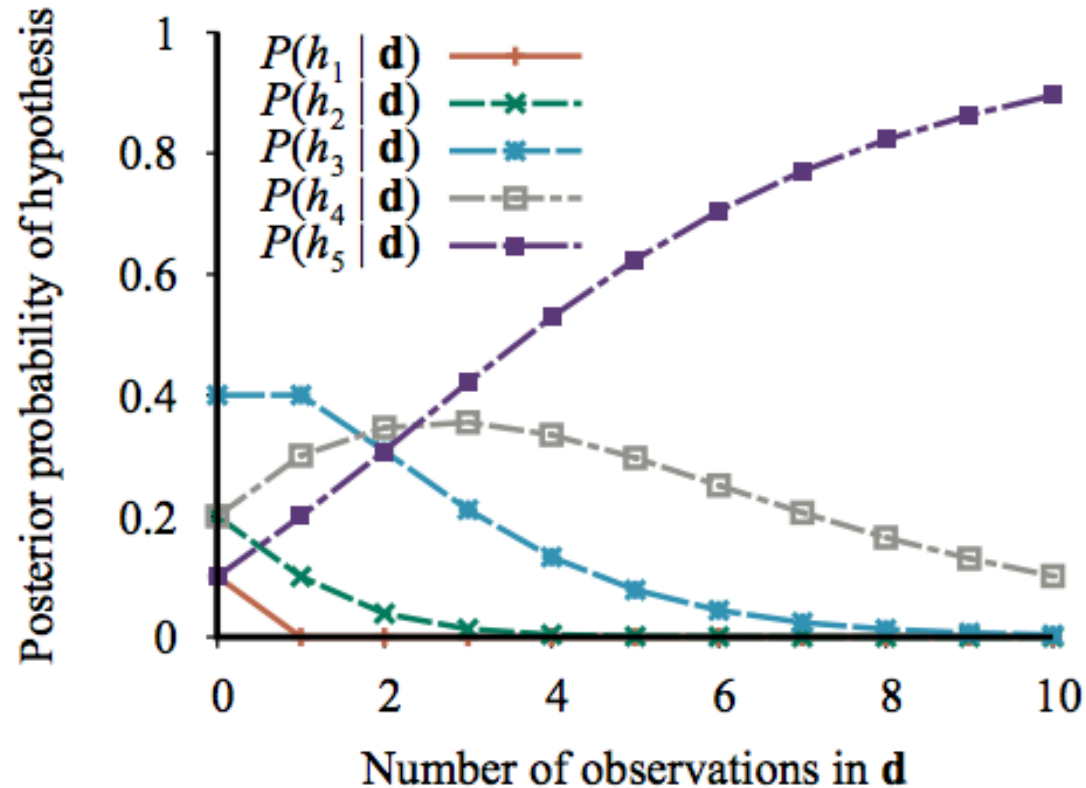 Posterior probability of hypothesis
1
0.8
0.6
0.4
0.2
0
P(h₁ | d)
P(h₂ | d)
P(h₃ | d)
P(h₄ | d)
P(h₅ | d)
0 2 4 6 8 10
Number of observations in d